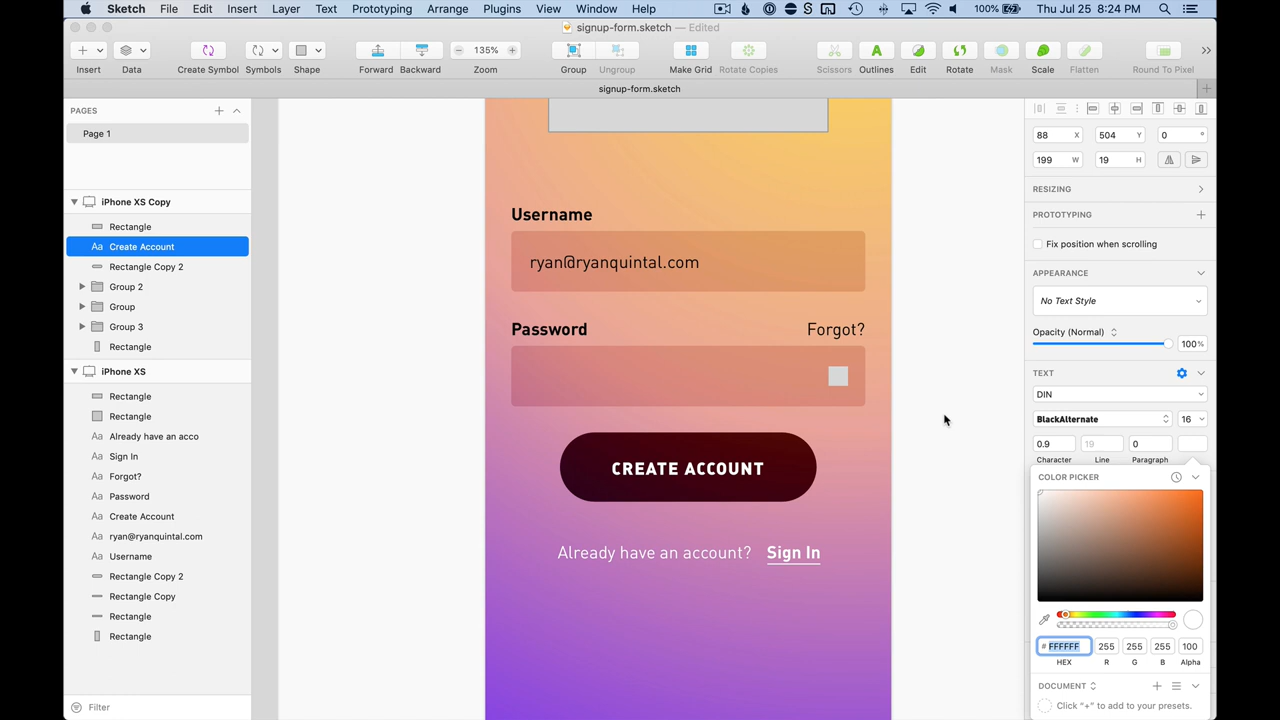 Sketch File Edit Insert Layer Text Prototyping Arrange Plugins View Window Help 100% Thu Jul 25 8:24 PM
signup-form.sketch — Edited
135%
Insert Data Create Symbol Symbols Shape Forward Backward Zoom Group Ungroup Make Grid Rotate Copies Scissors Outlines Edit Rotate Mask Scale Flatten Round To Pixel
signup-form.sketch
PAGES
Page 1
iPhone XS Copy
Rectangle
Aa Create Account
Rectangle Copy 2
Group 2
Group
Group 3
Rectangle
iPhone XS
Rectangle
Rectangle
Aa Already have an acco
Aa Sign In
Aa Forgot?
Aa Password
Aa Create Account
Aa ryan@ryanquintal.com
Aa Username
Rectangle Copy 2
Rectangle Copy
Rectangle
Rectangle
Filter
Username
ryan@ryanquintal.com
Password Forgot?
CREATE ACCOUNT
Already have an account? Sign In
88 X 504 Y 0 °
199 W 19 H
RESIZING
PROTOTYPING
Fix position when scrolling
APPEARANCE
No Text Style
Opacity (Normal)
100%
TEXT
DIN
BlackAlternate 16
0.9 19 0
Character Line Paragraph
COLOR PICKER
# FFFFFF 255 255 255 100
HEX R G B Alpha
DOCUMENT
Click "+" to add to your presets.